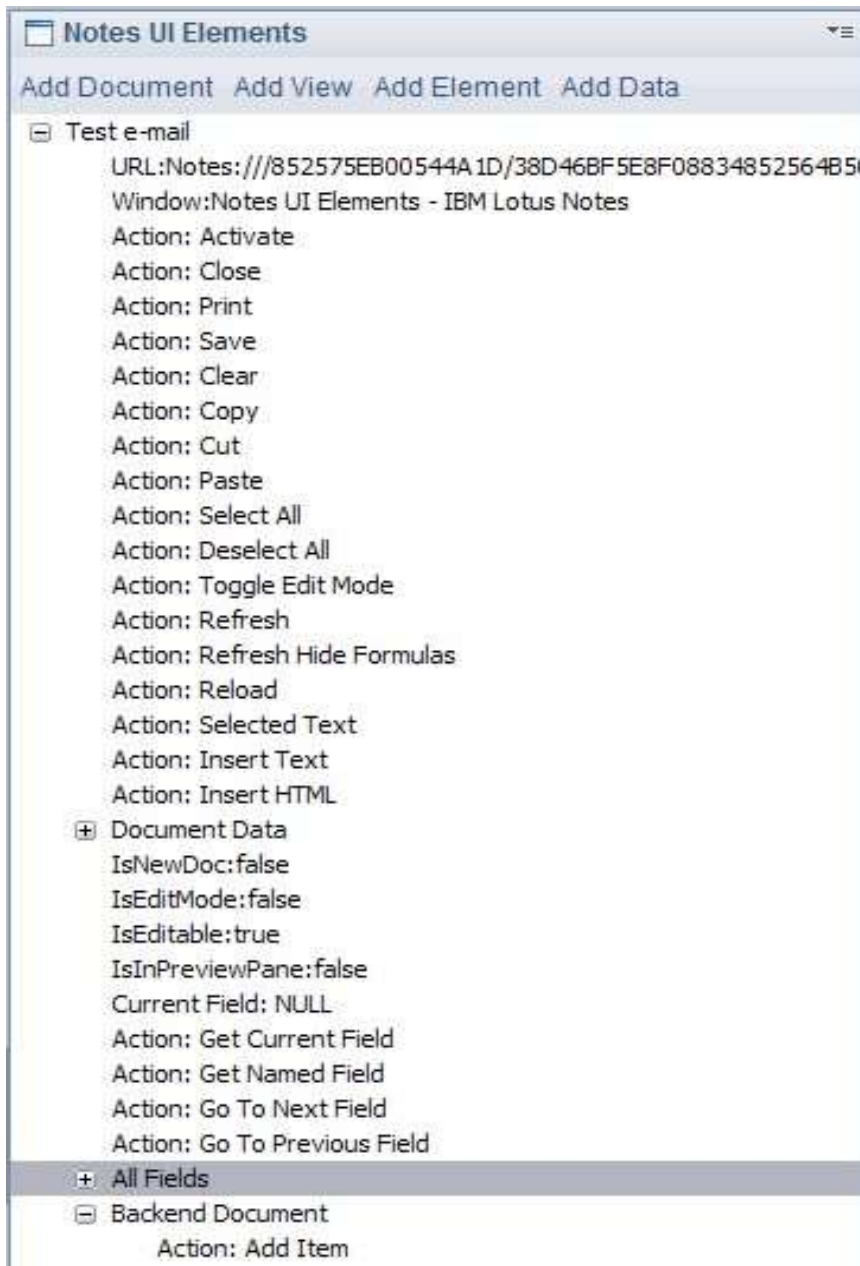 Notes UI Elements
Add Document Add View Add Element Add Data
Test e-mail
URL:Notes:///852575EB00544A1D/38D46BF5E8F08834852564B5
Window:Notes UI Elements - IBM Lotus Notes
Action: Activate
Action: Close
Action: Print
Action: Save
Action: Clear
Action: Copy
Action: Cut
Action: Paste
Action: Select All
Action: Deselect All
Action: Toggle Edit Mode
Action: Refresh
Action: Refresh Hide Formulas
Action: Reload
Action: Selected Text
Action: Insert Text
Action: Insert HTML
Document Data
IsNewDoc:false
IsEditMode:false
IsEditable:true
IsInPreviewPane:false
Current Field: NULL
Action: Get Current Field
Action: Get Named Field
Action: Go To Next Field
Action: Go To Previous Field
All Fields
Backend Document
Action: Add Item